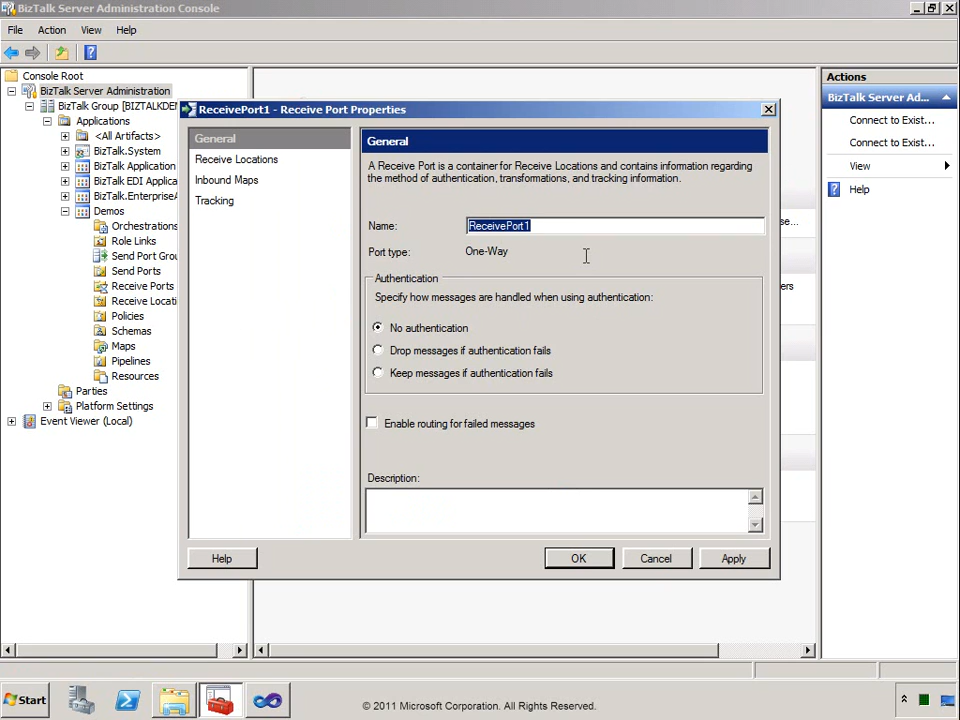 BizTalk Server Administration Console
File Action View Help
Console Root
BizTalk Server Administration
BizTalk Group [BIZTALKDE
Applications
<All Artifacts>
BizTalk.System
BizTalk Application
BizTalk EDI Applica
BizTalk.EnterpriseA
Demos
Orchestrations
Role Links
Send Port Grou
Send Ports
Receive Ports
Receive Locati
Policies
Schemas
Maps
Pipelines
Resources
Parties
Platform Settings
Event Viewer (Local)
ReceivePort1 - Receive Port Properties
General
Receive Locations
Inbound Maps
Tracking
General
A Receive Port is a container for Receive Locations and contains information regarding
the method of authentication, transformations, and tracking information.
Name: ReceivePort1
Port type: One-Way
Authentication
Specify how messages are handled when using authentication:
No authentication
Drop messages if authentication fails
Keep messages if authentication fails
Enable routing for failed messages
Description:
Help OK Cancel Apply
Actions
BizTalk Server Ad...
Connect to Exist...
Connect to Exist...
View
Help
Start
© 2011 Microsoft Corporation. All Rights Reserved.